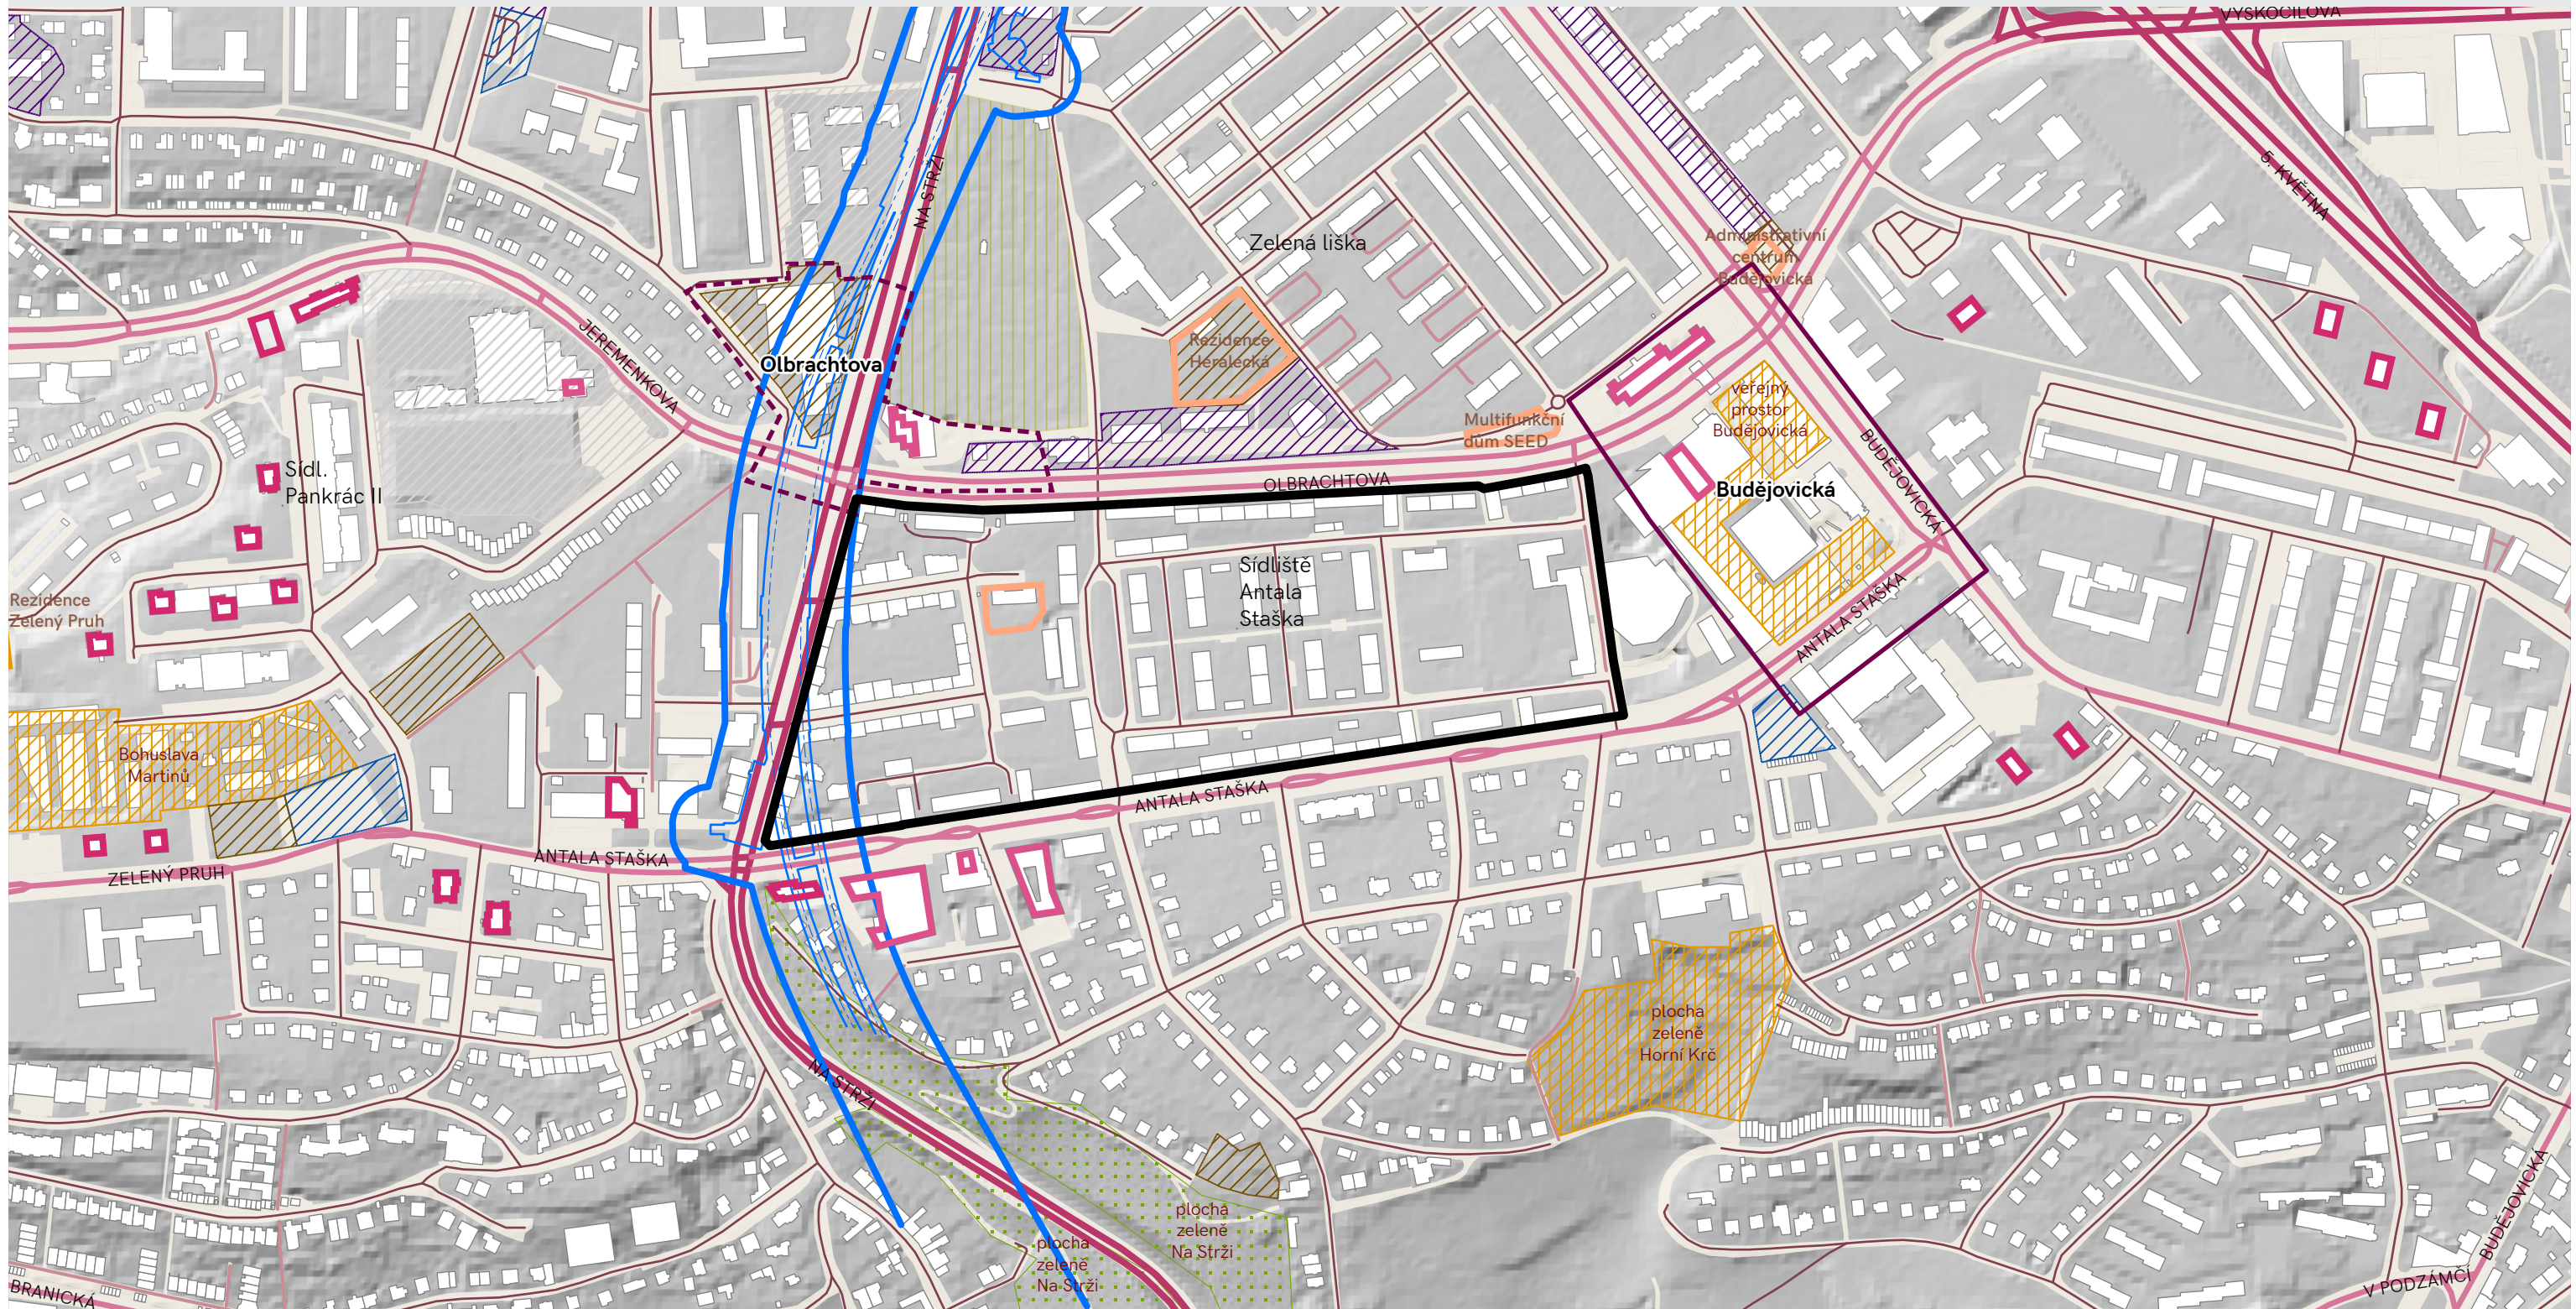 VYSKOČILOVA
5. KVĚTNA
NA STRŽI
Zelená liška
Administrativní
centrum
Budějovická
JEREMENKOVA
Olbrachtova
Rezidence
Heralecká
veřejný
prostor
Budějovická
Multifunkční
dům SEED
BUDĚJOVICKÁ
Sídl.
Pankrác II
OLBRACHTOVA
Budějovická
Sídliště
Antala
Staška
Rezidence
Zelený Pruh
ANTALA STAŠKA
Bohuslava
Martinů
ANTALA STAŠKA
ANTALA STAŠKA
ZELENÝ PRUH
plocha
zeleně
Horní Krč
NA STRŽI
plocha
zeleně
Na Strži
plocha
zeleně
Na Strži
BUDĚJOVICKÁ
V PODZÁMČÍ
BRANICKÁ